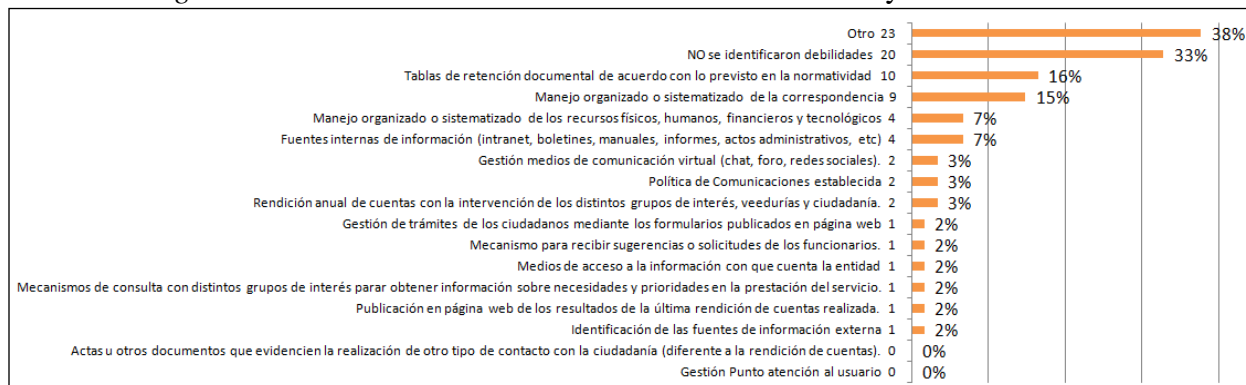 Otro 23 38%
NO se identificaron debilidades 20 33%
Tablas de retención documental de acuerdo con lo previsto en la normatividad 10 16%
Manejo organizado o sistematizado de la correspondencia 9 15%
Manejo organizado o sistematizado de los recursos físicos, humanos, financieros y tecnológicos 4 7%
Fuentes internas de información (intranet, boletines, manuales, informes, actos administrativos, etc) 4 7%
Gestión medios de comunicación virtual (chat, foro, redes sociales). 2 3%
Política de Comunicaciones establecida 2 3%
Rendición anual de cuentas con la intervención de los distintos grupos de interés, veedurías y ciudadanía. 2 3%
Gestión de trámites de los ciudadanos mediante los formularios publicados en página web 1 2%
Mecanismo para recibir sugerencias o solicitudes de los funcionarios. 1 2%
Medios de acceso a la información con que cuenta la entidad 1 2%
Mecanismos de consulta con distintos grupos de interés parar obtener información sobre necesidades y prioridades en la prestación del servicio. 1 2%
Publicación en página web de los resultados de la última rendición de cuentas realizada. 1 2%
Identificación de las fuentes de información externa 1 2%
Actas u otros documentos que evidencien la realización de otro tipo de contacto con la ciudadanía (diferente a la rendición de cuentas). 0 0%
Gestión Punto atención al usuario 0 0%